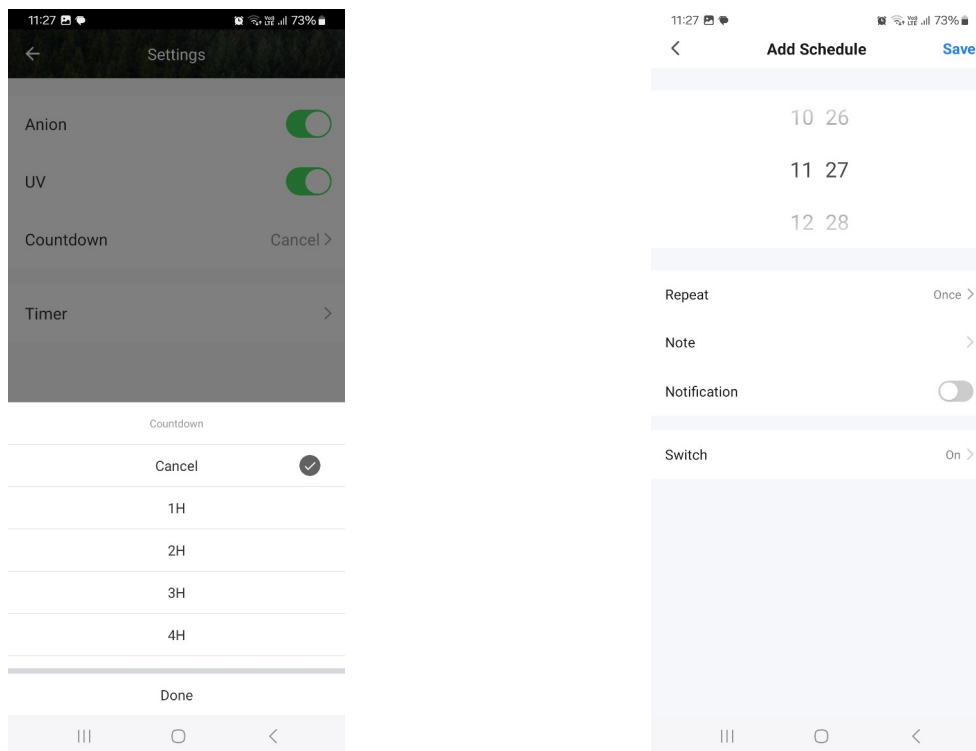 11:27 73%
Settings
Anion
UV
Countdown Cancel
Timer
Countdown
Cancel
1H
2H
3H
4H
Done
11:27 73%
Add Schedule Save
10 26
11 27
12 28
Repeat Once
Note
Notification
Switch On